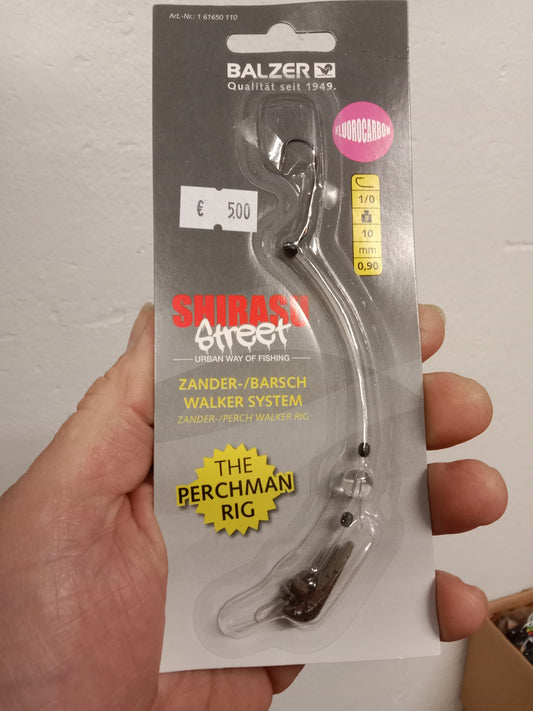 Art.-Nr.: 1 61650 110
BALZER
Qualität seit 1949.
FLUOROCARBON
€ 5.00
1/0
g
10
mm
0,90
SHIRASU
Street
URBAN WAY OF FISHING
ZANDER-/BARSCH
WALKER SYSTEM
ZANDER-/PERCH WALKER RIG
THE
PERCHMAN
RIG